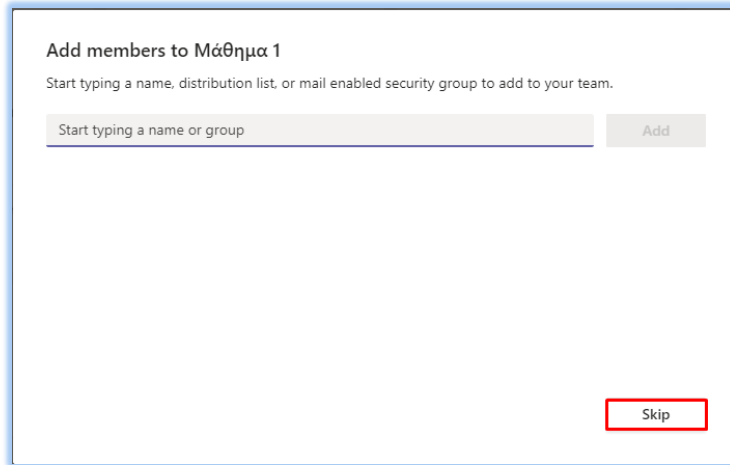 Add members to Μάθημα 1
Start typing a name, distribution list, or mail enabled security group to add to your team.
Start typing a name or group
Add
Skip